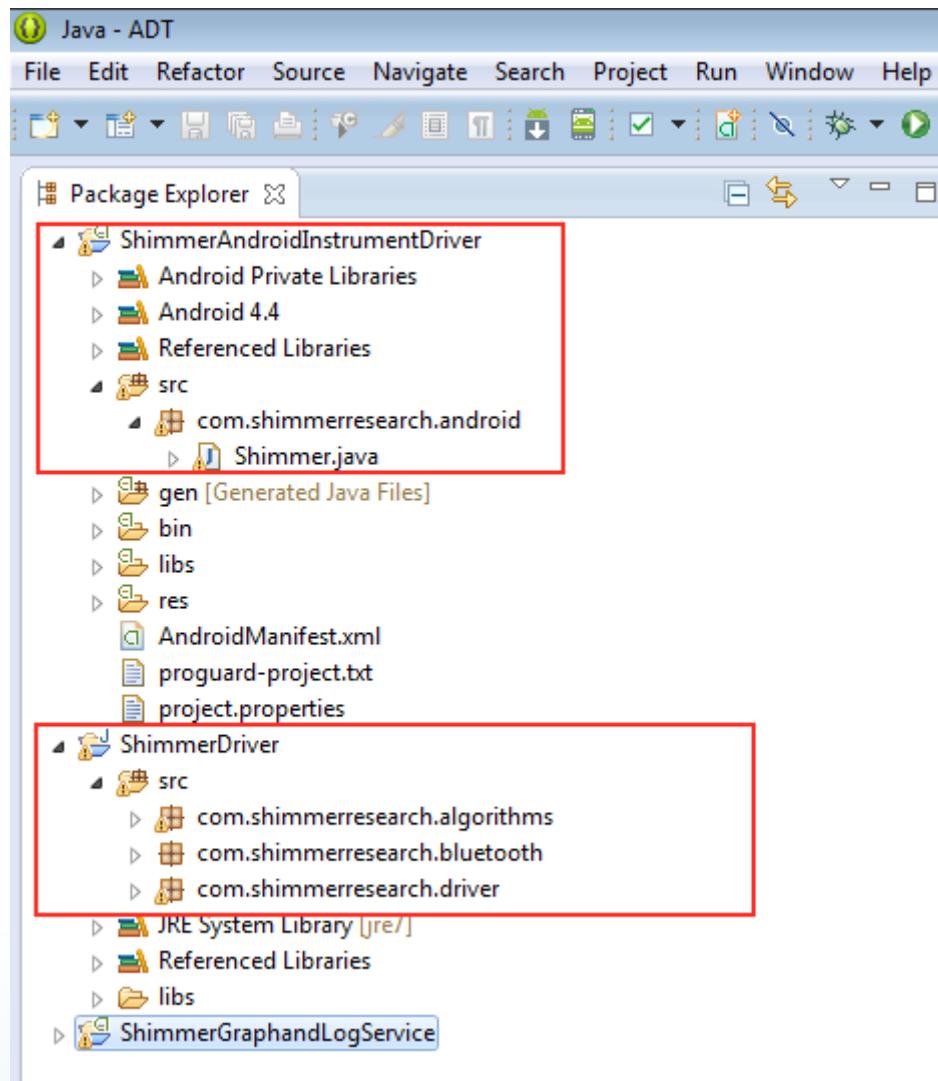 Java - ADT
File Edit Refactor Source Navigate Search Project Run Window Help
Package Explorer
ShimmerAndroidInstrumentDriver
Android Private Libraries
Android 4.4
Referenced Libraries
src
com.shimmerresearch.android
Shimmer.java
gen [Generated Java Files]
bin
libs
res
AndroidManifest.xml
proguard-project.txt
project.properties
ShimmerDriver
src
com.shimmerresearch.algorithms
com.shimmerresearch.bluetooth
com.shimmerresearch.driver
JRE System Library [jre7]
Referenced Libraries
libs
ShimmerGraphandLogService